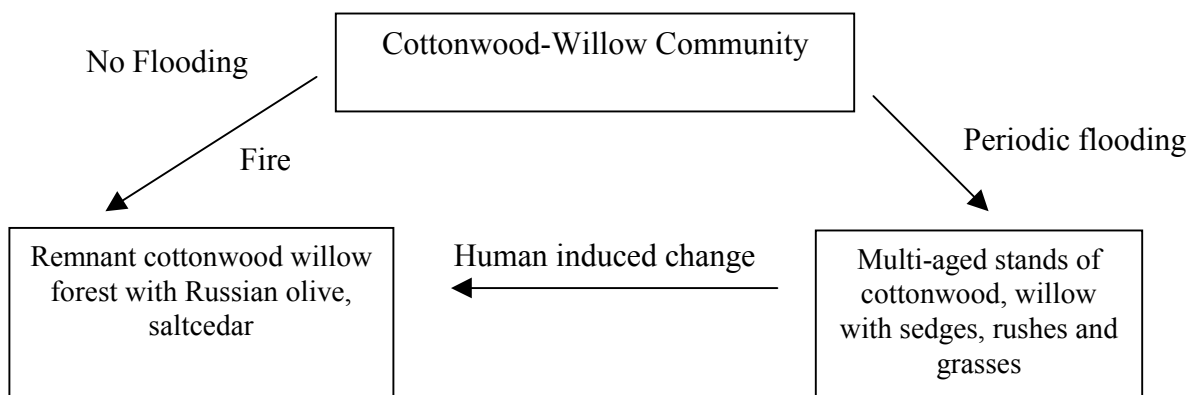 Cottonwood-Willow Community
No Flooding
Fire
Periodic flooding
Remnant cottonwood willow
forest with Russian olive,
saltcedar
Human induced change
Multi-aged stands of
cottonwood, willow
with sedges, rushes and
grasses